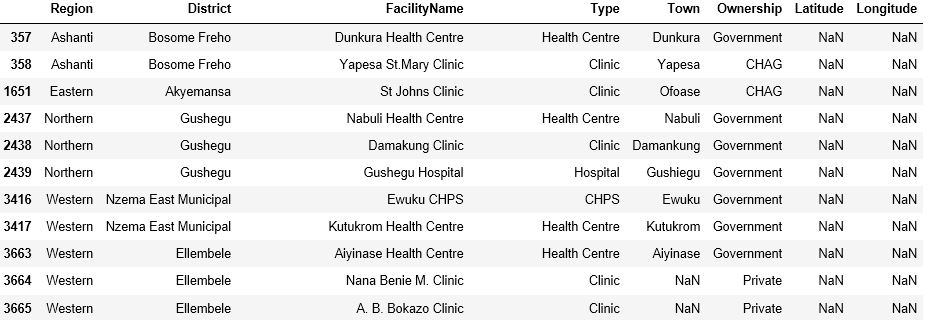 Region District FacilityName Type Town Ownership Latitude Longitude
357 Ashanti Bosome Freho Dunkura Health Centre Health Centre Dunkura Government NaN NaN
358 Ashanti Bosome Freho Yapesa St.Mary Clinic Clinic Yapesa CHAG NaN NaN
1651 Eastern Akyemansa St Johns Clinic Clinic Ofoase CHAG NaN NaN
2437 Northern Gushegu Nabuli Health Centre Health Centre Nabuli Government NaN NaN
2438 Northern Gushegu Damakung Clinic Clinic Damankung Government NaN NaN
2439 Northern Gushegu Gushegu Hospital Hospital Gushiegu Government NaN NaN
3416 Western Nzema East Municipal Ewuku CHPS CHPS Ewuku Government NaN NaN
3417 Western Nzema East Municipal Kutukrom Health Centre Health Centre Kutukrom Government NaN NaN
3663 Western Ellembele Aiyinase Health Centre Health Centre Aiyinase Government NaN NaN
3664 Western Ellembele Nana Benie M. Clinic Clinic NaN Private NaN NaN
3665 Western Ellembele A. B. Bokazo Clinic Clinic NaN Private NaN NaN